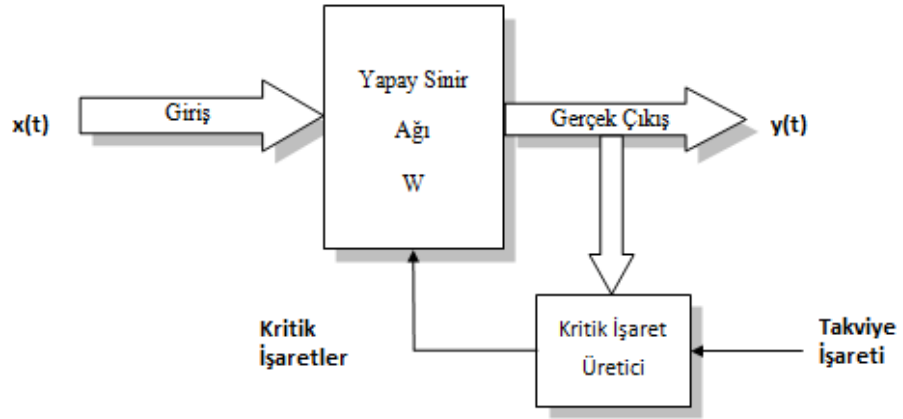 x(t)
Giriş
Yapay Sinir
Ağı
W
Gerçek Çıkış
y(t)
Kritik
İşaretler
Kritik İşaret
Üretici
Takviye
İşareti